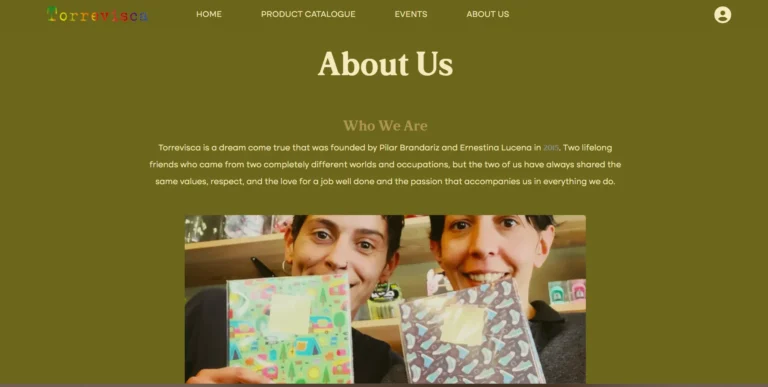 Torrevisca
HOME
PRODUCT CATALOGUE
EVENTS
ABOUT US
About Us
Who We Are
Torrevisca is a dream come true that was founded by Pilar Brandariz and Ernestina Lucena in 2015. Two lifelong
friends who came from two completely different worlds and occupations, but the two of us have always shared the
same values, respect, and the love for a job well done and the passion that accompanies us in everything we do.